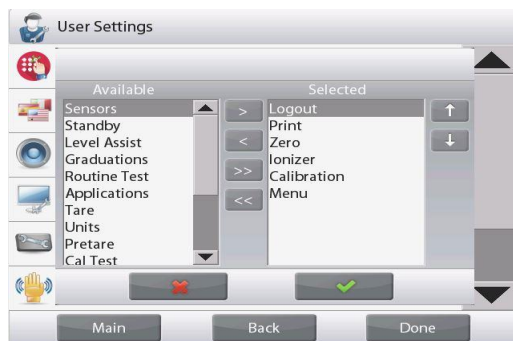 User Settings
Available
Selected
Sensors
Standby
Level Assist
Graduations
Routine Test
Applications
Tare
Units
Pretare
Cal Test
>
<
>>
<<
Logout
Print
Zero
Ionizer
Calibration
Menu
Main
Back
Done